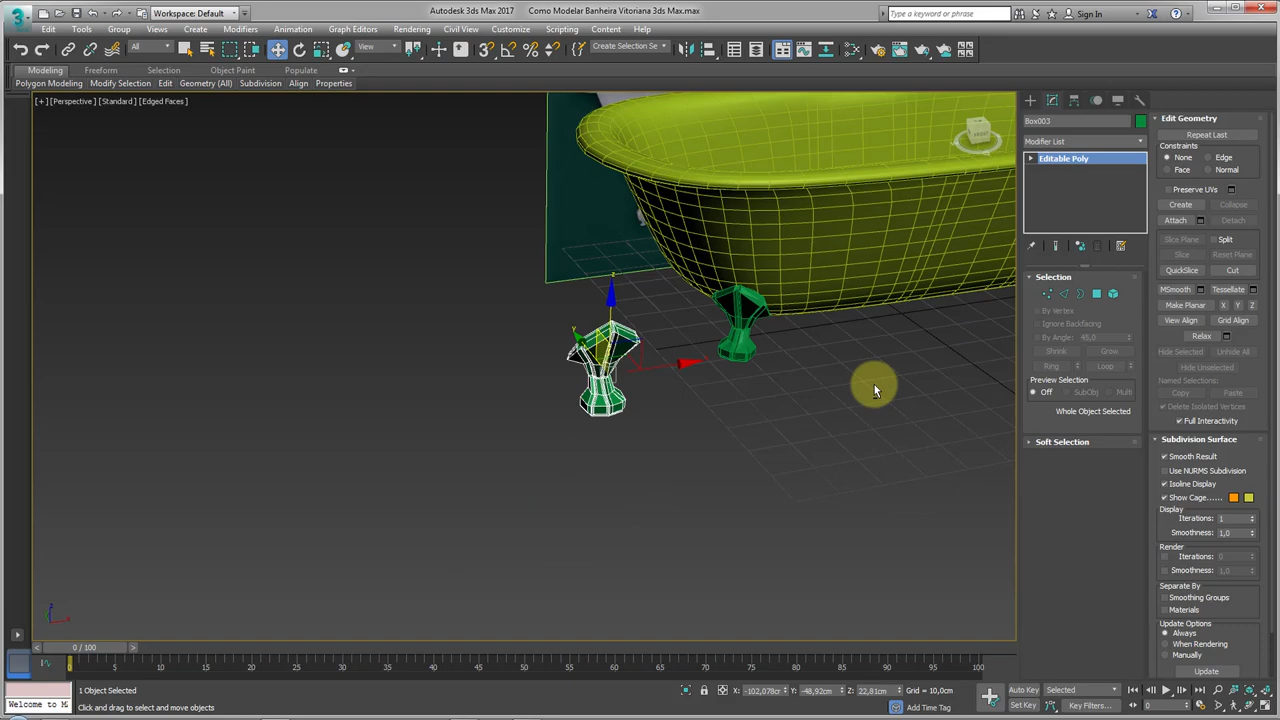 3
Workspace: Default
Autodesk 3ds Max 2017 Como Modelar Banheira Vitoriana 3ds Max.max
Type a keyword or phrase
Sign In
Edit Tools Group Views Create Modifiers Animation Graph Editors Rendering Civil View Customize Scripting Content Help
All
View
Create Selection Se
Modeling Freeform Selection Object Paint Populate
Polygon Modeling Modify Selection Edit Geometry (All) Subdivision Align Properties
[+] [Perspective] [Standard] [Edged Faces]
Box003
Modifier List
Editable Poly
Selection
By Vertex
Ignore Backfacing
By Angle: 45,0
Shrink Grow
Ring Loop
Preview Selection
Off SubObj Multi
Whole Object Selected
Soft Selection
Edit Geometry
Repeat Last
Constraints
None Edge
Face Normal
Preserve UVs
Create Collapse
Attach Detach
Slice Plane Split
Slice Reset Plane
QuickSlice Cut
MSmooth Tessellate
Make Planar X Y Z
View Align Grid Align
Relax
Hide Selected Unhide All
Hide Unselected
Named Selections:
Copy Paste
Delete Isolated Vertices
Full Interactivity
Subdivision Surface
Smooth Result
Use NURMS Subdivision
Isoline Display
Show Cage......
Display
Iterations: 1
Smoothness: 1,0
Render
Iterations: 0
Smoothness: 1,0
Separate By
Smoothing Groups
Materials
Update Options
Always
When Rendering
Manually
Update
z
y
0 / 100
0 5 10 15 20 25 30 35 40 45 50 55 60 65 70 75 80 85 90 95 100
1 Object Selected
X: -102,078cr Y: -48,92cm Z: 22,81cm Grid = 10,0cm
Auto Key Selected
Welcome to M
Click and drag to select and move objects
Add Time Tag
Set Key Key Filters...
0